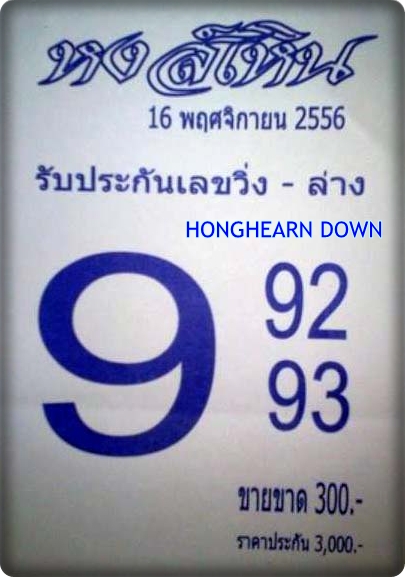 หงส์เหิน
16 พฤศจิกายน 2556
รับประกันเลขวิ่ง - ล่าง
HONGHEARN DOWN
9
92
93
ขายขาด 300.-
ราคาประกัน 3,000.-